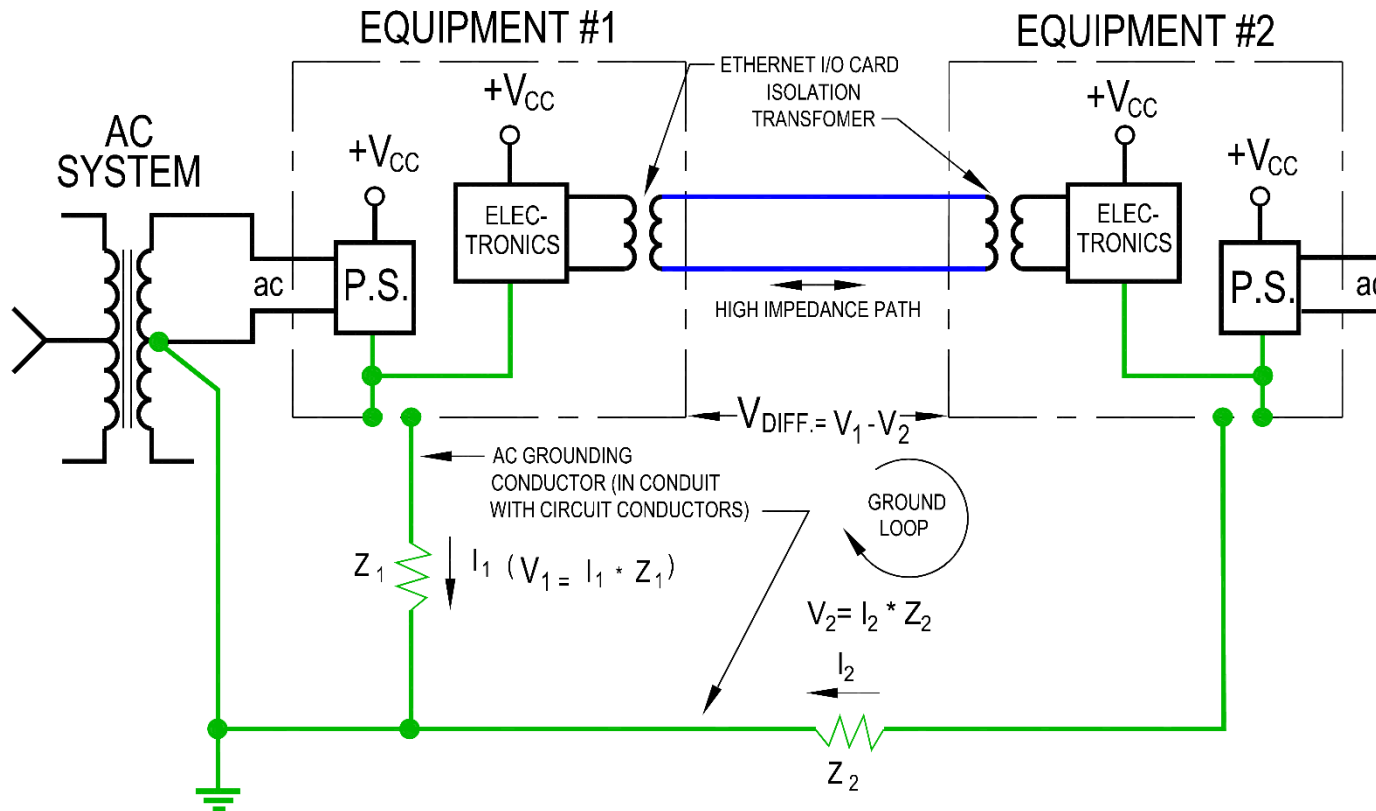 EQUIPMENT #1
EQUIPMENT #2
ETHERNET I/O CARD
ISOLATION
TRANSFOMER
AC
SYSTEM
+VCC
+VCC
+VCC
+VCC
ELEC-
TRONICS
ELEC-
TRONICS
ac
P.S.
P.S.
ac
HIGH IMPEDANCE PATH
VDIFF.= V1 - V2
AC GROUNDING
CONDUCTOR (IN CONDUIT
WITH CIRCUIT CONDUCTORS)
GROUND
LOOP
Z1
I1 (V1 = I1 * Z1)
V2= I2 * Z2
I2
Z2